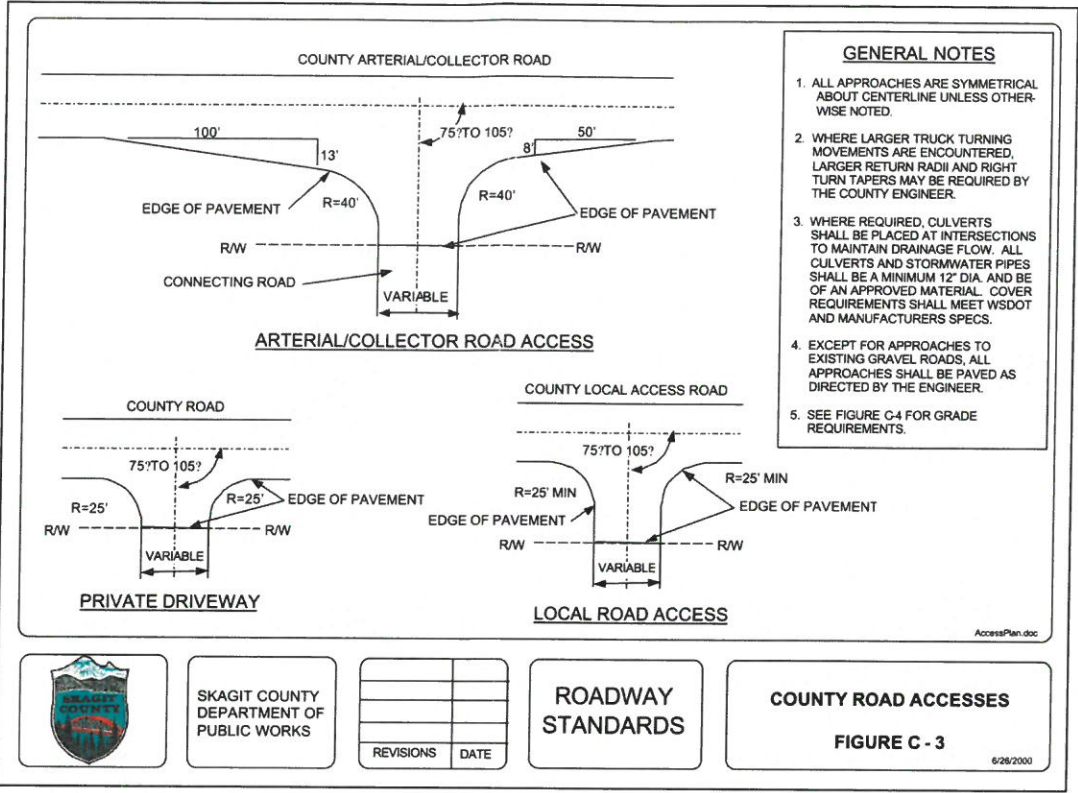 COUNTY ARTERIAL/COLLECTOR ROAD
100'
13'
75?TO 105?
8'
50'
EDGE OF PAVEMENT
R=40'
R=40'
EDGE OF PAVEMENT
R/W
R/W
CONNECTING ROAD
VARIABLE
ARTERIAL/COLLECTOR ROAD ACCESS
COUNTY ROAD
75?TO 105?
R=25'
R=25'
EDGE OF PAVEMENT
R/W
R/W
VARIABLE
PRIVATE DRIVEWAY
COUNTY LOCAL ACCESS ROAD
75?TO 105?
R=25' MIN
R=25' MIN
EDGE OF PAVEMENT
EDGE OF PAVEMENT
R/W
R/W
VARIABLE
LOCAL ROAD ACCESS
GENERAL NOTES
1. ALL APPROACHES ARE SYMMETRICAL
ABOUT CENTERLINE UNLESS OTHER-
WISE NOTED.
2. WHERE LARGER TRUCK TURNING
MOVEMENTS ARE ENCOUNTERED,
LARGER RETURN RADII AND RIGHT
TURN TAPERS MAY BE REQUIRED BY
THE COUNTY ENGINEER.
3. WHERE REQUIRED, CULVERTS
SHALL BE PLACED AT INTERSECTIONS
TO MAINTAIN DRAINAGE FLOW. ALL
CULVERTS AND STORMWATER PIPES
SHALL BE A MINIMUM 12" DIA. AND BE
OF AN APPROVED MATERIAL. COVER
REQUIREMENTS SHALL MEET WSDOT
AND MANUFACTURERS SPECS.
4. EXCEPT FOR APPROACHES TO
EXISTING GRAVEL ROADS, ALL
APPROACHES SHALL BE PAVED AS
DIRECTED BY THE ENGINEER.
5. SEE FIGURE C-4 FOR GRADE
REQUIREMENTS.
AccessPlan.doc
SKAGIT
COUNTY
SKAGIT COUNTY
DEPARTMENT OF
PUBLIC WORKS
REVISIONS DATE
ROADWAY
STANDARDS
COUNTY ROAD ACCESSES
FIGURE C - 3
6/26/2000